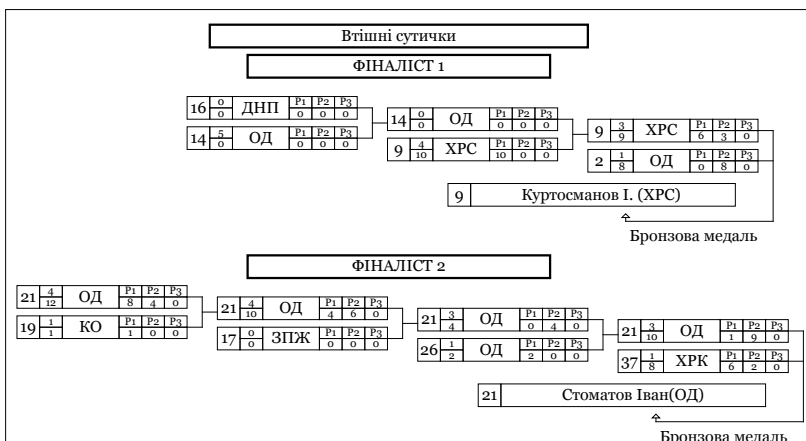 Втішні сутички
ФІНАЛІСТ 1
16 0 0 ДНП P1 P2 P3 0 0 0
14 5 0 ОД P1 P2 P3 0 0 0
14 0 0 ОД P1 P2 P3 0 0 0
9 4 10 ХРС P1 P2 P3 10 0 0
9 3 9 ХРС P1 P2 P3 6 3 0
2 1 8 ОД P1 P2 P3 0 8 0
9 Куртосманов І. (ХРС)
Бронзова медаль
ФІНАЛІСТ 2
21 4 12 ОД P1 P2 P3 8 4 0
19 1 1 КО P1 P2 P3 1 0 0
21 4 10 ОД P1 P2 P3 4 6 0
17 0 0 ЗПЖ P1 P2 P3 0 0 0
21 3 4 ОД P1 P2 P3 0 4 0
26 1 2 ОД P1 P2 P3 2 0 0
21 3 10 ОД P1 P2 P3 1 9 0
37 1 8 ХРК P1 P2 P3 6 2 0
21 Стоматов Іван(ОД)
Бронзова медаль